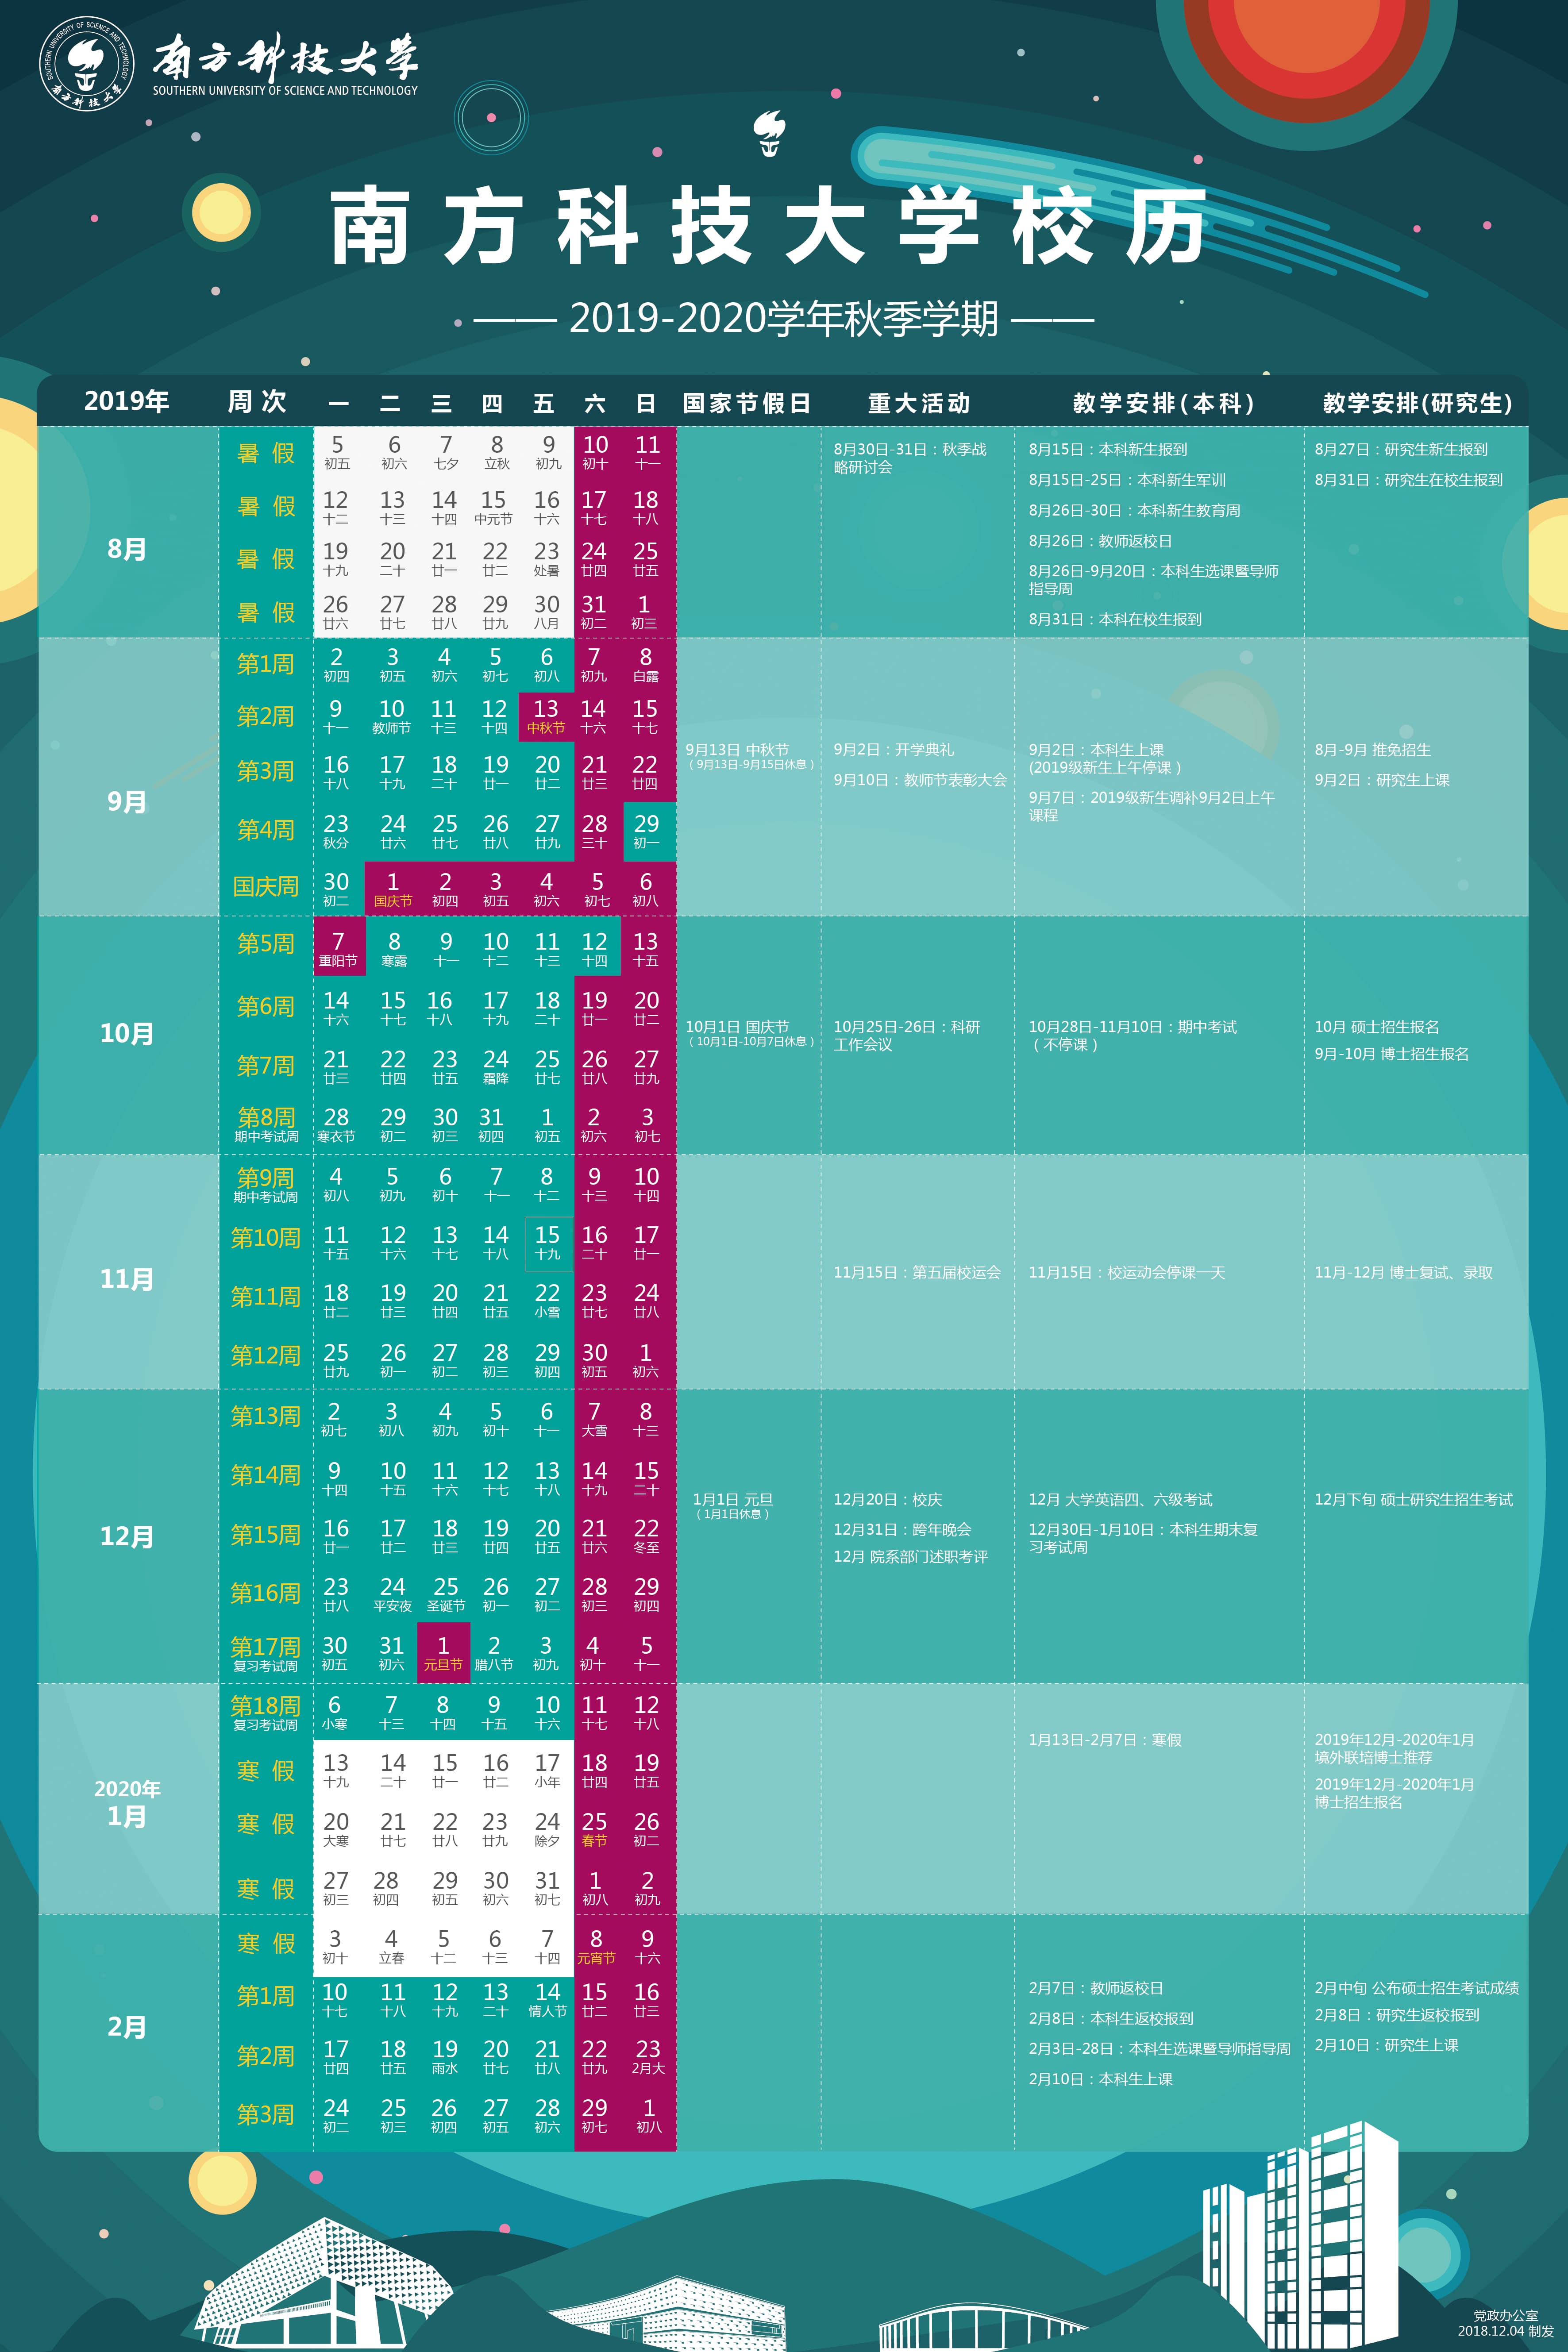 南方科技大学
SOUTHERN UNIVERSITY OF SCIENCE AND TECHNOLOGY
SOUTHERN UNIVERSITY OF SCIENCE AND TECHNOLOGY
南方科技大学
南方科技大学校历
—— 2019-2020学年秋季学期 ——
2019年 周次 一 二 三 四 五 六 日 国家节假日 重大活动 教学安排(本科) 教学安排(研究生)
8月
暑 假 5 6 7 8 9 10 11
初五 初六 七夕 立秋 初九 初十 十一
暑 假 12 13 14 15 16 17 18
十二 十三 十四 中元节 十六 十七 十八
暑 假 19 20 21 22 23 24 25
十九 二十 廿一 廿二 处暑 廿四 廿五
暑 假 26 27 28 29 30 31 1
廿六 廿七 廿八 廿九 八月 初二 初三
8月30日-31日：秋季战
略研讨会
8月15日：本科新生报到
8月15日-25日：本科新生军训
8月26日-30日：本科新生教育周
8月26日：教师返校日
8月26日-9月20日：本科生选课暨导师
指导周
8月31日：本科在校生报到
8月27日：研究生新生报到
8月31日：研究生在校生报到
9月
第1周 2 3 4 5 6 7 8
初四 初五 初六 初七 初八 初九 白露
第2周 9 10 11 12 13 14 15
十一 教师节 十三 十四 中秋节 十六 十七
第3周 16 17 18 19 20 21 22
十八 十九 二十 廿一 廿二 廿三 廿四
第4周 23 24 25 26 27 28 29
秋分 廿六 廿七 廿八 廿九 三十 初一
国庆周 30 1 2 3 4 5 6
初二 国庆节 初四 初五 初六 初七 初八
9月13日 中秋节
（9月13日-9月15日休息）
9月2日：开学典礼
9月10日：教师节表彰大会
9月2日：本科生上课
(2019级新生上午停课）
9月7日：2019级新生调补9月2日上午
课程
8月-9月 推免招生
9月2日：研究生上课
10月
第5周 7 8 9 10 11 12 13
重阳节 寒露 十一 十二 十三 十四 十五
第6周 14 15 16 17 18 19 20
十六 十七 十八 十九 二十 廿一 廿二
第7周 21 22 23 24 25 26 27
廿三 廿四 廿五 霜降 廿七 廿八 廿九
第8周 28 29 30 31 1 2 3
期中考试周 寒衣节 初二 初三 初四 初五 初六 初七
10月1日 国庆节
（10月1日-10月7日休息）
10月25日-26日：科研
工作会议
10月28日-11月10日：期中考试
（不停课）
10月 硕士招生报名
9月-10月 博士招生报名
11月
第9周 4 5 6 7 8 9 10
期中考试周 初八 初九 初十 十一 十二 十三 十四
第10周 11 12 13 14 15 16 17
十五 十六 十七 十八 十九 二十 廿一
第11周 18 19 20 21 22 23 24
廿二 廿三 廿四 廿五 小雪 廿七 廿八
第12周 25 26 27 28 29 30 1
廿九 初一 初二 初三 初四 初五 初六
11月15日：第五届校运会
11月15日：校运动会停课一天
11月-12月 博士复试、录取
12月
第13周 2 3 4 5 6 7 8
初七 初八 初九 初十 十一 大雪 十三
第14周 9 10 11 12 13 14 15
十四 十五 十六 十七 十八 十九 二十
第15周 16 17 18 19 20 21 22
廿一 廿二 廿三 廿四 廿五 廿六 冬至
第16周 23 24 25 26 27 28 29
廿八 平安夜 圣诞节 初一 初二 初三 初四
第17周 30 31 1 2 3 4 5
复习考试周 初五 初六 元旦节 腊八节 初九 初十 十一
1月1日 元旦
（1月1日休息）
12月20日：校庆
12月31日：跨年晚会
12月 院系部门述职考评
12月 大学英语四、六级考试
12月30日-1月10日：本科生期末复
习考试周
12月下旬 硕士研究生招生考试
2020年
1月
第18周 6 7 8 9 10 11 12
复习考试周 小寒 十三 十四 十五 十六 十七 十八
寒 假 13 14 15 16 17 18 19
十九 二十 廿一 廿二 小年 廿四 廿五
寒 假 20 21 22 23 24 25 26
大寒 廿七 廿八 廿九 除夕 春节 初二
寒 假 27 28 29 30 31 1 2
初三 初四 初五 初六 初七 初八 初九
1月13日-2月7日：寒假
2019年12月-2020年1月
境外联培博士推荐
2019年12月-2020年1月
博士招生报名
2月
寒 假 3 4 5 6 7 8 9
初十 立春 十二 十三 十四 元宵节 十六
第1周 10 11 12 13 14 15 16
十七 十八 十九 二十 情人节 廿二 廿三
第2周 17 18 19 20 21 22 23
廿四 廿五 雨水 廿七 廿八 廿九 2月大
第3周 24 25 26 27 28 29 1
初二 初三 初四 初五 初六 初七 初八
2月7日：教师返校日
2月8日：本科生返校报到
2月3日-28日：本科生选课暨导师指导周
2月10日：本科生上课
2月中旬 公布硕士招生考试成绩
2月8日：研究生返校报到
2月10日：研究生上课
党政办公室
2018.12.04 制发